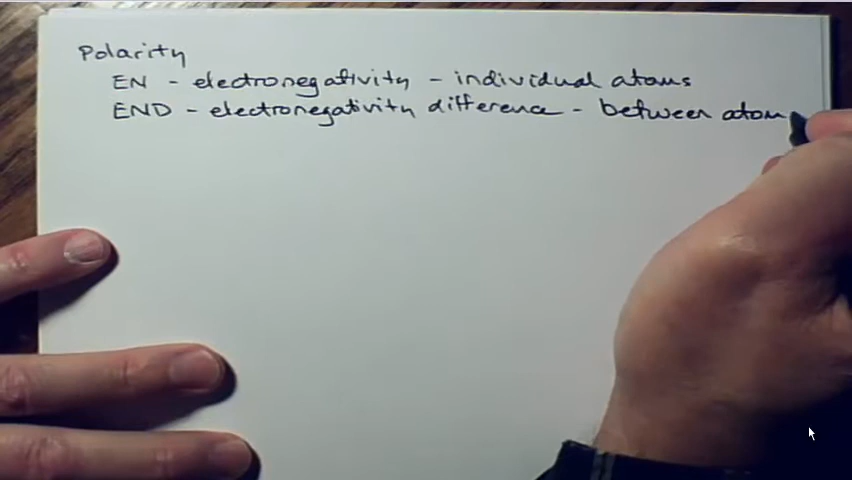 Polarity
EN - electronegativity - individual atoms
END - electronegativity difference - between atom